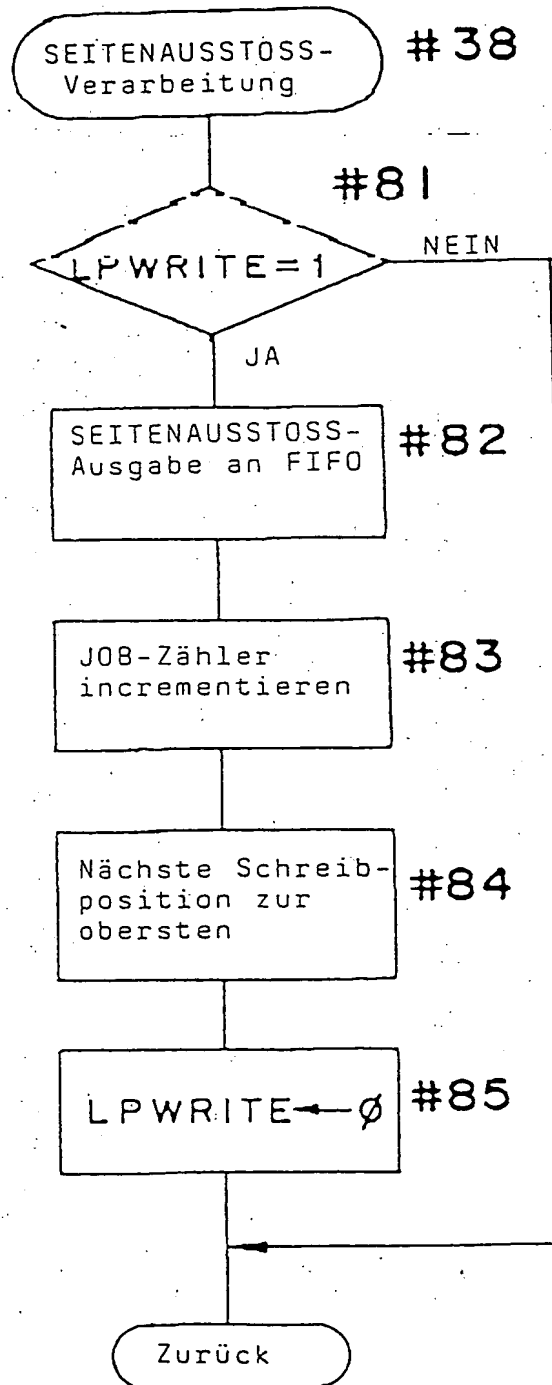 SEITENAUSSTOSS-
Verarbeitung
#38
#81
LPWRITE=1
NEIN
JA
SEITENAUSSTOSS-
Ausgabe an FIFO
#82
JOB-Zähler
incrementieren
#83
Nächste Schreib-
position zur
obersten
#84
LPWRITE←Ø
#85
Zurück